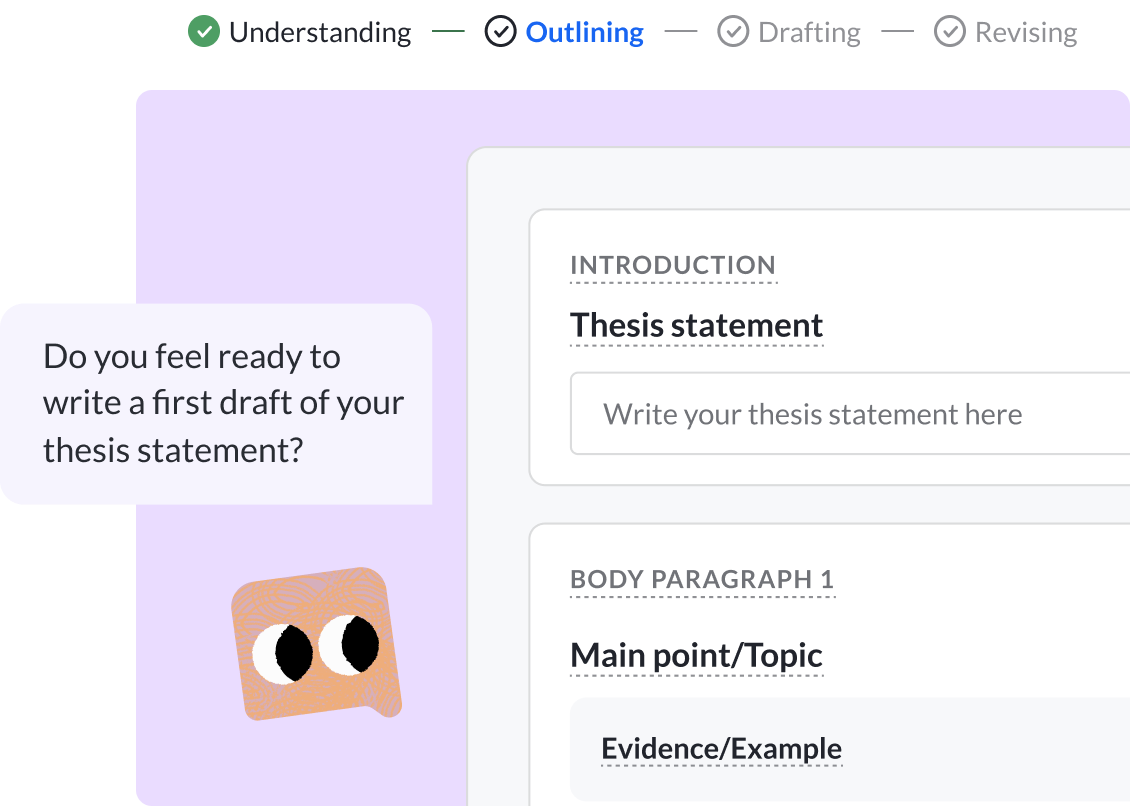 Understanding
Outlining
Drafting
Revising
Do you feel ready to
write a first draft of your
thesis statement?
INTRODUCTION
Thesis statement
Write your thesis statement here
BODY PARAGRAPH 1
Main point/Topic
Evidence/Example